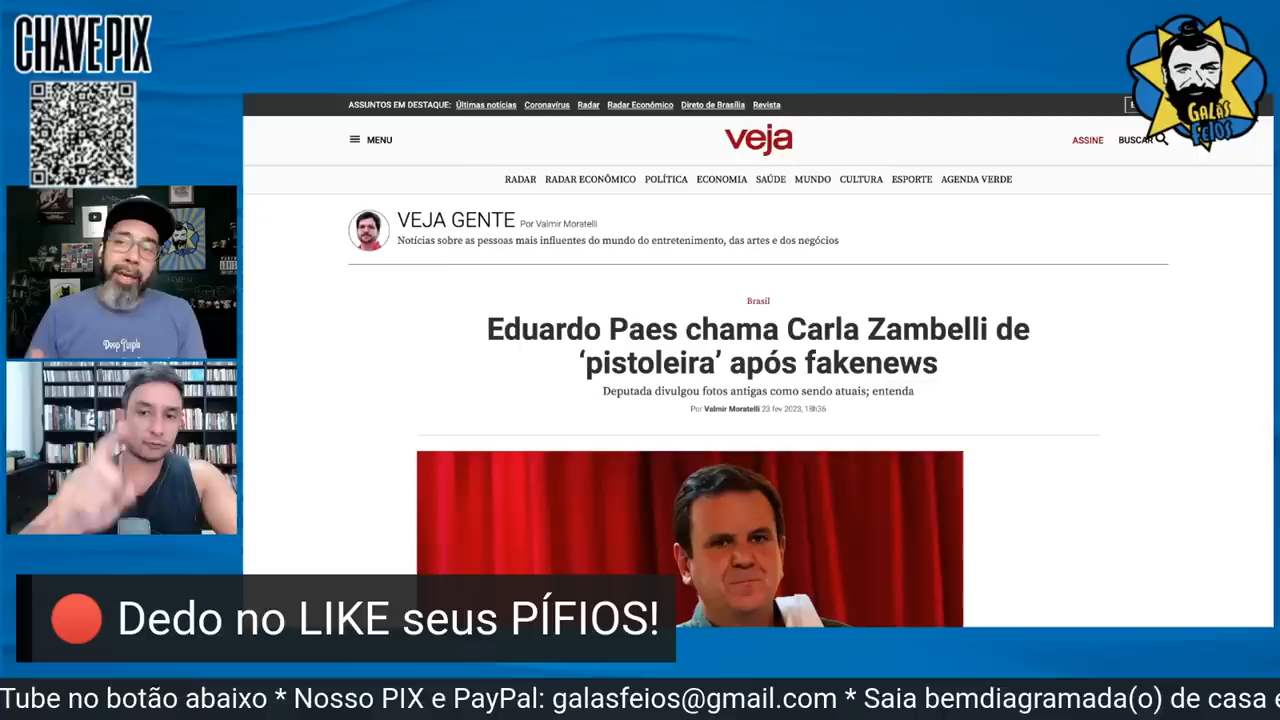 CHAVE PIX
GALÃS FEIOS
ASSUNTOS EM DESTAQUE: Últimas notícias Coronavírus Radar Radar Econômico Direto de Brasília Revista
MENU
veja
ASSINE
BUSCAR
RADAR RADAR ECONÔMICO POLÍTICA ECONOMIA SAÚDE MUNDO CULTURA ESPORTE AGENDA VERDE
VEJA GENTE Por Valmir Moratelli
Notícias sobre as pessoas mais influentes do mundo do entretenimento, das artes e dos negócios
Brasil
Eduardo Paes chama Carla Zambelli de
‘pistoleira’ após fakenews
Deputada divulgou fotos antigas como sendo atuais; entenda
Por Valmir Moratelli 23 fev 2023, 18h36
Deep Purple
Dedo no LIKE seus PÍFIOS!
Tube no botão abaixo * Nosso PIX e PayPal: galasfeios@gmail.com * Saia bemdiagramada(o) de casa e